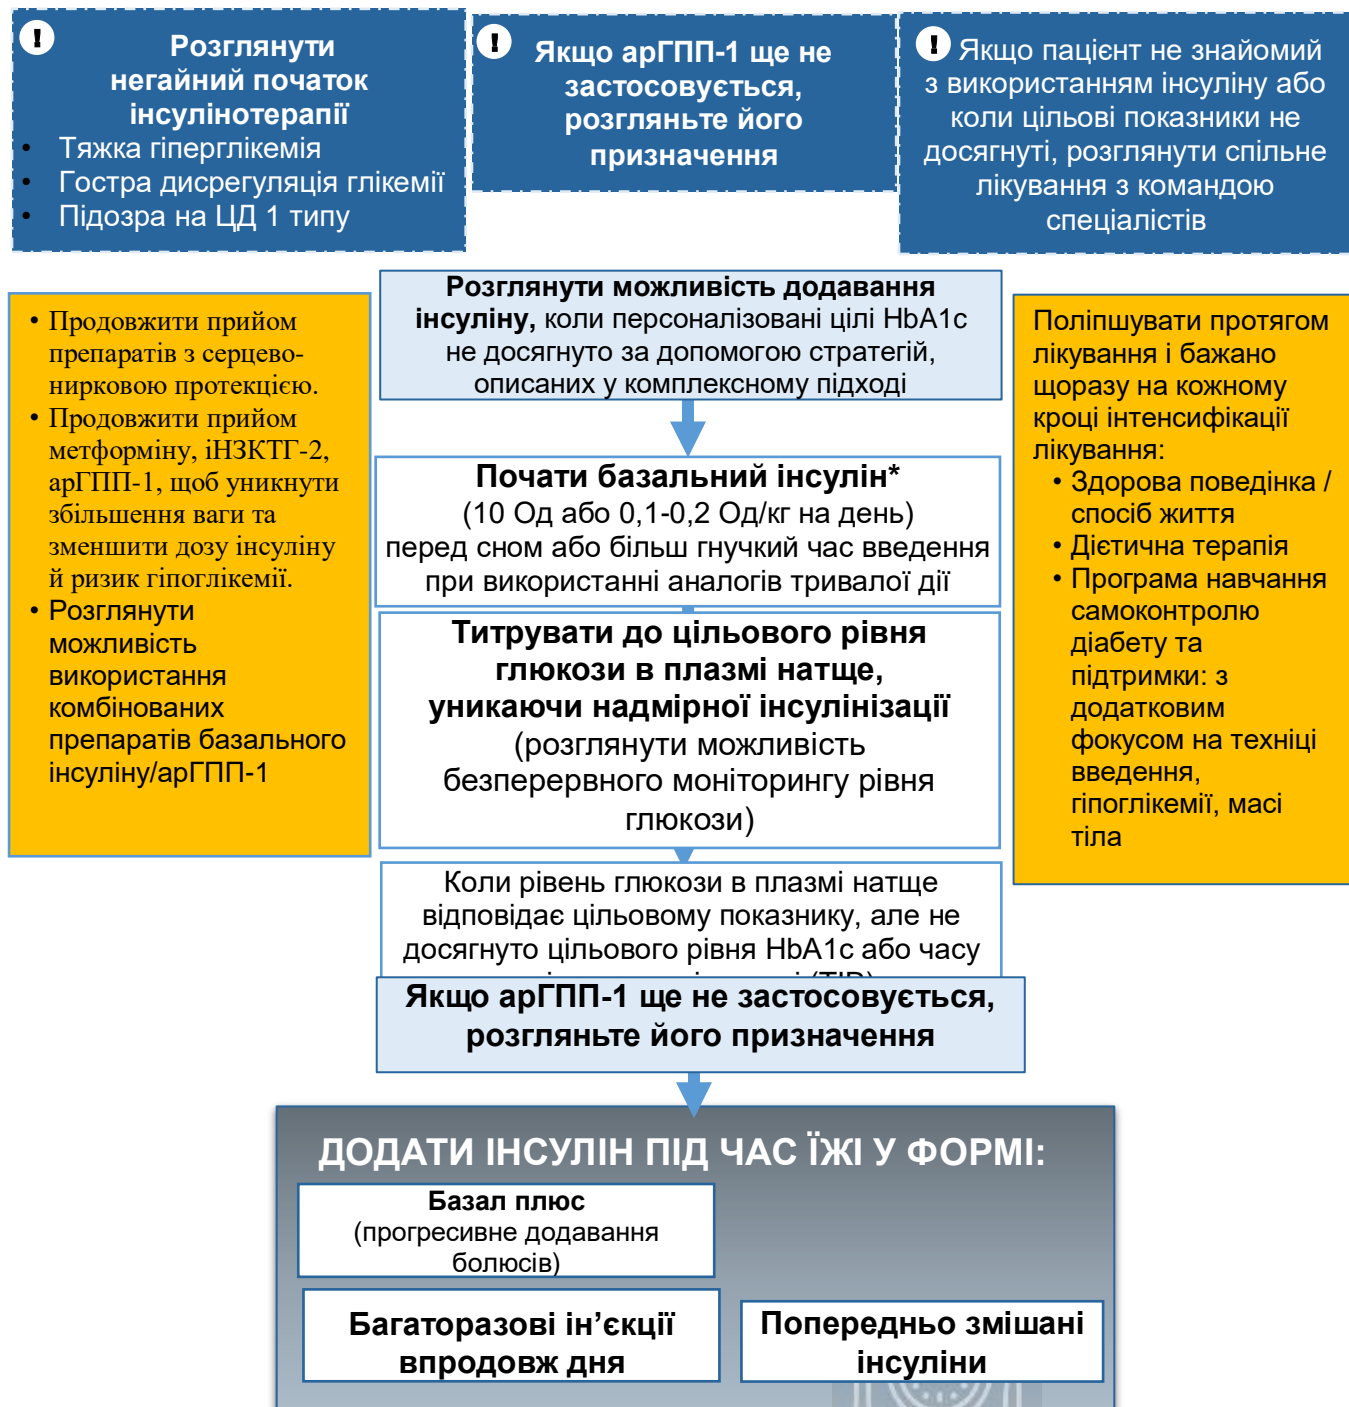 Розглянути
негайний початок
інсулінотерапії
• Тяжка гіперглікемія
• Гостра дисрегуляція глікемії
• Підозра на ЦД 1 типу
Якщо арГПП-1 ще не
застосовується,
розгляньте його
призначення
Якщо пацієнт не знайомий
з використанням інсуліну або
коли цільові показники не
досягнуті, розглянути спільне
лікування з командою
спеціалістів
• Продовжити прийом
препаратів з серцево-
нирковою протекцією.
• Продовжити прийом
метформіну, іНЗКТГ-2,
арГПП-1, щоб уникнути
збільшення ваги та
зменшити дозу інсуліну
й ризик гіпоглікемії.
• Розглянути
можливість
використання
комбінованих
препаратів базального
інсуліну/арГПП-1
Розглянути можливість додавання
інсуліну, коли персоналізовані цілі HbA1c
не досягнуто за допомогою стратегій,
описаних у комплексному підході
Почати базальний інсулін*
(10 Од або 0,1-0,2 Од/кг на день)
перед сном або більш гнучкий час введення
при використанні аналогів тривалої дії
Титрувати до цільового рівня
глюкози в плазмі натще,
уникаючи надмірної інсулінізації
(розглянути можливість
безперервного моніторингу рівня
глюкози)
Коли рівень глюкози в плазмі натще
відповідає цільовому показнику, але не
досягнуто цільового рівня HbA1c або часу
Якщо арГПП-1 ще не застосовується,
розгляньте його призначення
Поліпшувати протягом
лікування і бажано
щоразу на кожному
кроці інтенсифікації
лікування:
• Здорова поведінка /
спосіб життя
• Дієтична терапія
• Програма навчання
самоконтролю
діабету та
підтримки: з
додатковим
фокусом на техніці
введення,
гіпоглікемії, масі
тіла
ДОДАТИ ІНСУЛІН ПІД ЧАС ЇЖІ У ФОРМІ:
Базал плюс
(прогресивне додавання
болюсів)
Багаторазові ін’єкції
впродовж дня
Попередньо змішані
інсуліни